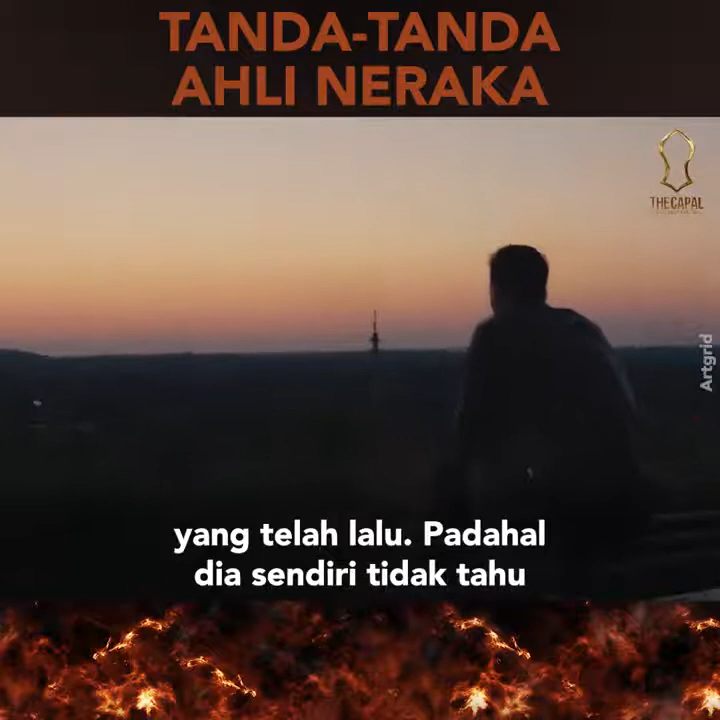 TANDA-TANDA
AHLI NERAKA
THECAPAL
Artgrid
yang telah lalu. Padahal
dia sendiri tidak tahu